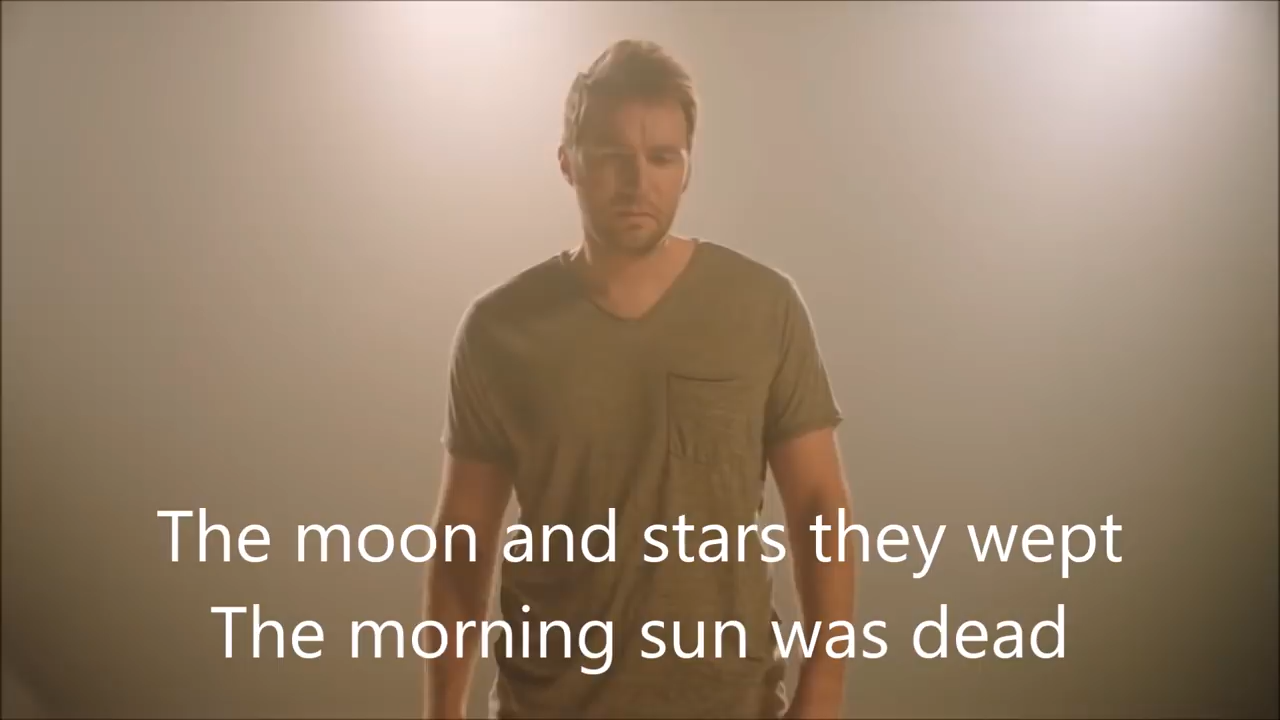 The moon and stars they wept
The morning sun was dead